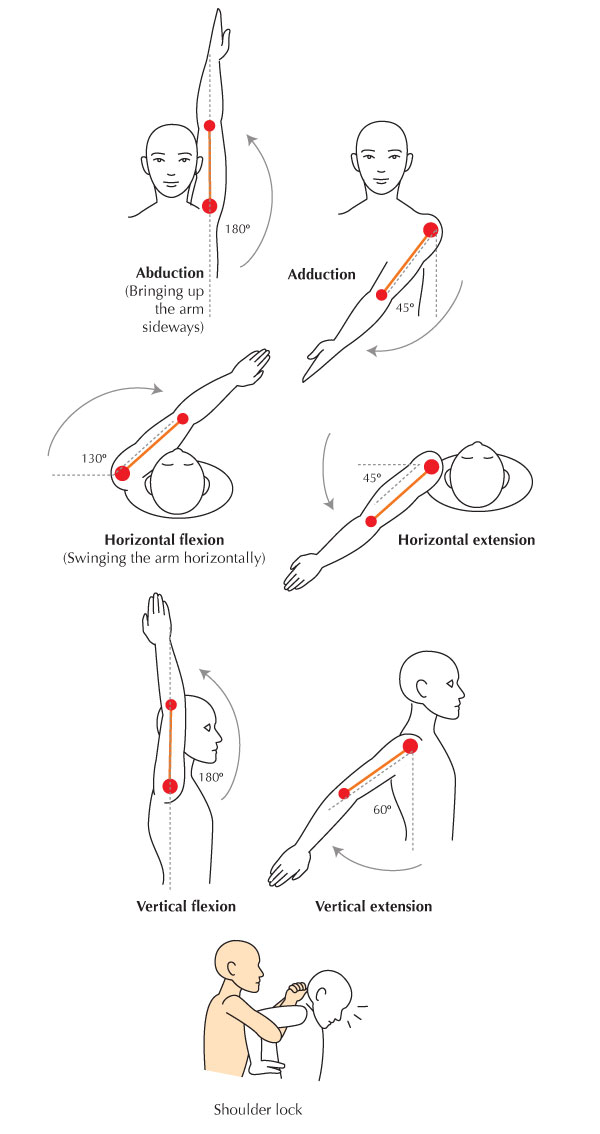 180º
Abduction
(Bringing up
the arm
sideways)
Adduction
45º
130º
Horizontal flexion
(Swinging the arm horizontally)
45º
Horizontal extension
180º
Vertical flexion
60º
Vertical extension
Shoulder lock